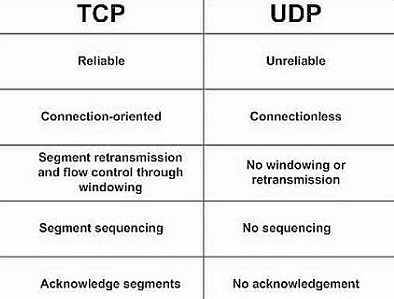 TCP UDP
Reliable Unreliable
Connection-oriented Connectionless
Segment retransmission
and flow control through
windowing
No windowing or
retransmission
Segment sequencing No sequencing
Acknowledge segments No acknowledgement